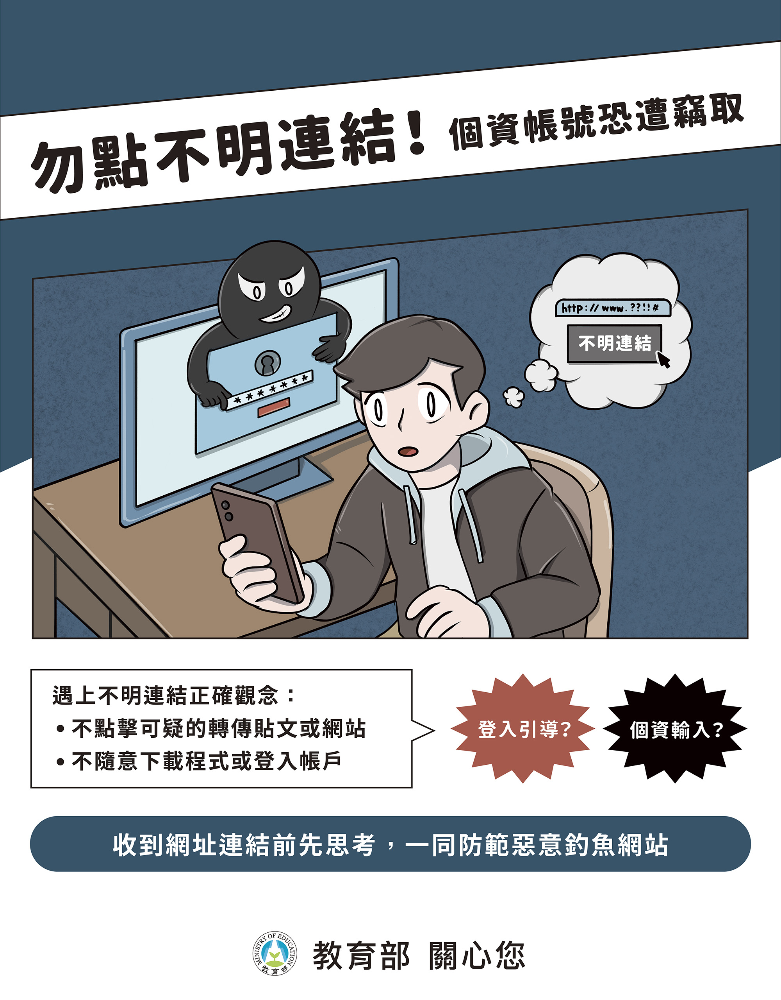 勿點不明連結！個資帳號恐遭竊取
http://www.??!!#
不明連結
******
遇上不明連結正確觀念：
•不點擊可疑的轉傳貼文或網站
•不隨意下載程式或登入帳戶
登入引導？
個資輸入？
收到網址連結前先思考，一同防範惡意釣魚網站
MINISTRY OF EDUCATION
教育部
教育部 關心您